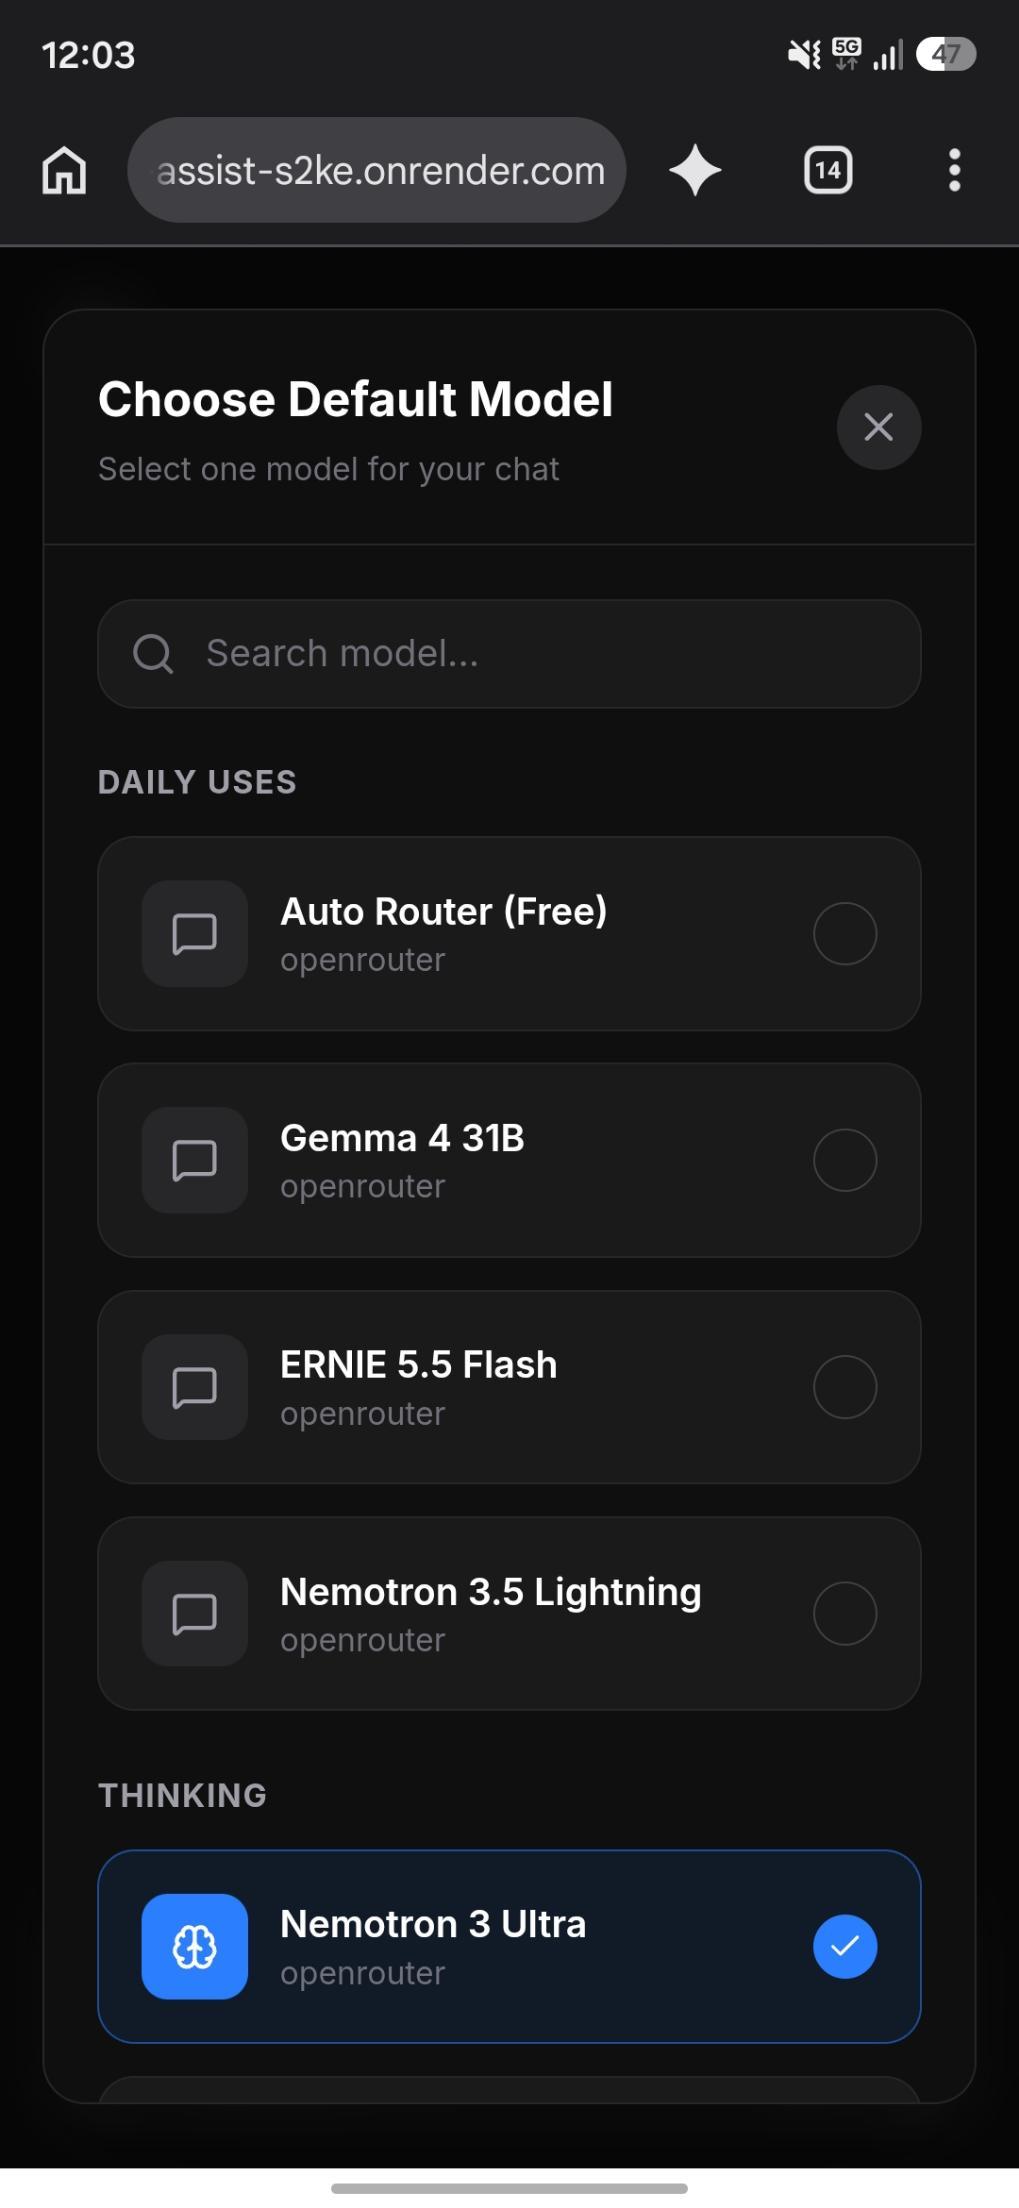 12:03
5G
47
assist-s2ke.onrender.com
14
Choose Default Model
Select one model for your chat
Search model...
DAILY USES
Auto Router (Free)
openrouter
Gemma 4 31B
openrouter
ERNIE 5.5 Flash
openrouter
Nemotron 3.5 Lightning
openrouter
THINKING
Nemotron 3 Ultra
openrouter